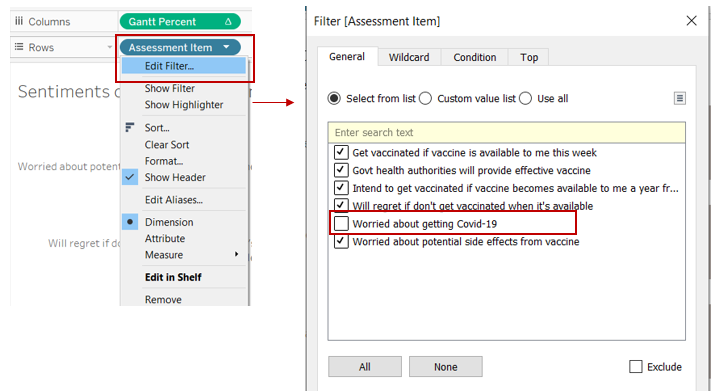 Columns
Gantt Percent
Rows
Assessment Item
Edit Filter...
Sentiments
Show Filter
Show Highlighter
Sort...
Clear Sort
Format...
Worried about
Show Header
Edit Aliases...
Dimension
Attribute
Will regret if
Measure
Edit in Shelf
Remove
Filter [Assessment Item]
General
Wildcard
Condition
Top
Select from list
Custom value list
Use all
Enter search text
Get vaccinated if vaccine is available to me this week
Govt health authorities will provide effective vaccine
Intend to get vaccinated if vaccine becomes available to me a year fr...
Will regret if don't get vaccinated when it's available
Worried about getting Covid-19
Worried about potential side effects from vaccine
All
None
Exclude